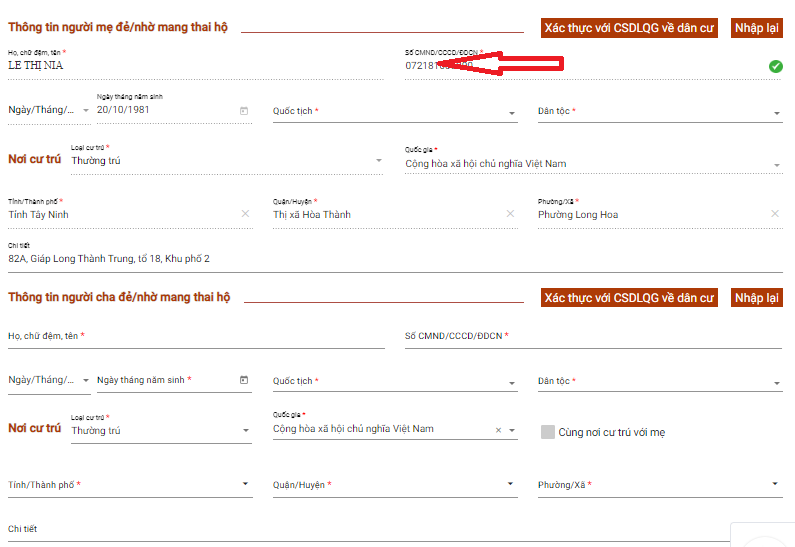 Thông tin người mẹ đẻ/nhờ mang thai hộ
Xác thực với CSDLQG về dân cư
Nhập lại
Họ, chữ đệm, tên *
Số CMND/CCCD/ĐDCN *
LE THỊ NIA
Ngày/Tháng/...
Ngày tháng năm sinh
20/10/1981
Quốc tịch *
Dân tộc *
Nơi cư trú
Loại cư trú *
Thường trú
Quốc gia *
Cộng hòa xã hội chủ nghĩa Việt Nam
Tỉnh/Thành phố *
Tỉnh Tây Ninh
Quận/Huyện *
Thị xã Hòa Thành
Phường/Xã *
Phường Long Hoa
Chi tiết
82A, Giáp Long Thành Trung, tổ 18, Khu phố 2
Thông tin người cha đẻ/nhờ mang thai hộ
Xác thực với CSDLQG về dân cư
Nhập lại
Họ, chữ đệm, tên *
Số CMND/CCCD/ĐDCN *
Ngày/Tháng/...
Ngày tháng năm sinh *
Quốc tịch *
Dân tộc *
Nơi cư trú
Loại cư trú *
Thường trú
Quốc gia *
Cộng hòa xã hội chủ nghĩa Việt Nam
Cùng nơi cư trú với mẹ
Tỉnh/Thành phố *
Quận/Huyện *
Phường/Xã *
Chi tiết